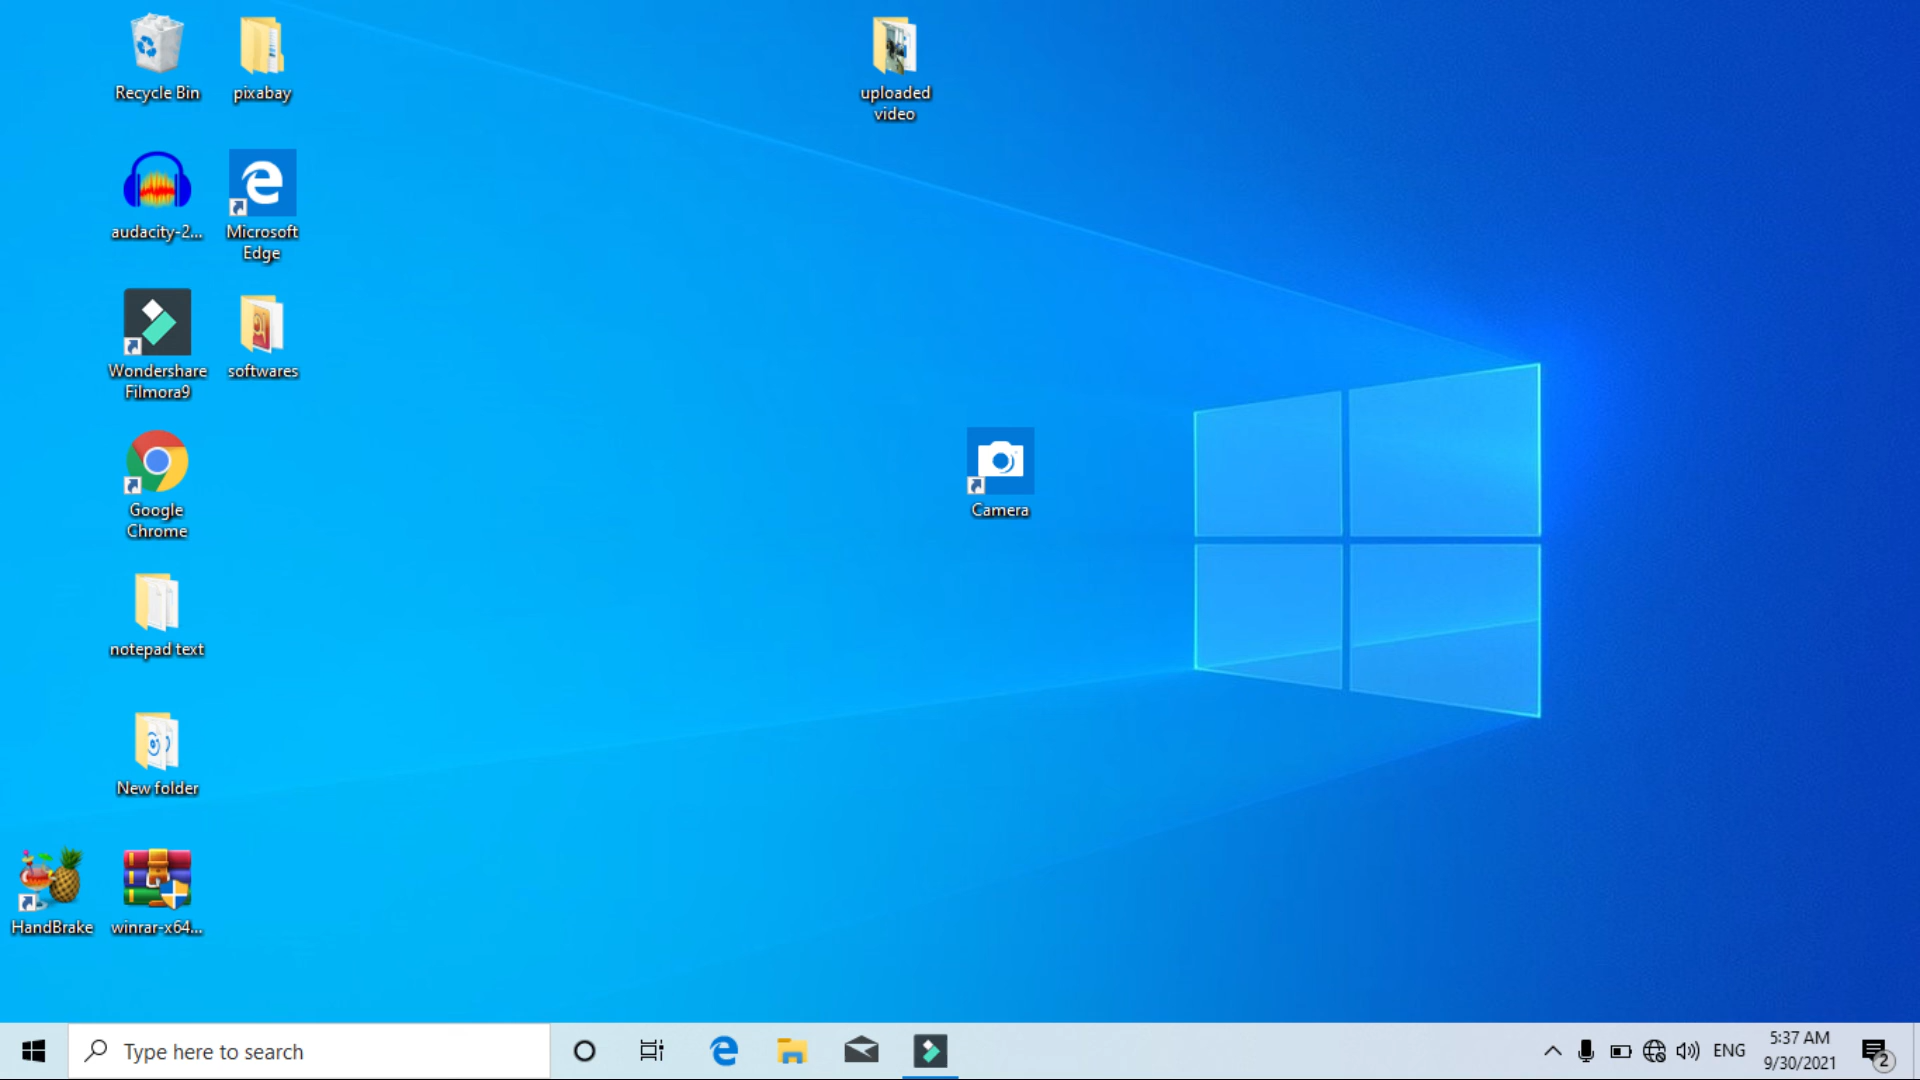 Recycle Bin
pixabay
uploaded
video
audacity-2...
Microsoft
Edge
Wondershare
Filmora9
softwares
Google
Chrome
Camera
notepad text
New folder
HandBrake
winrar-x64...
Type here to search
ENG
5:37 AM
9/30/2021
2